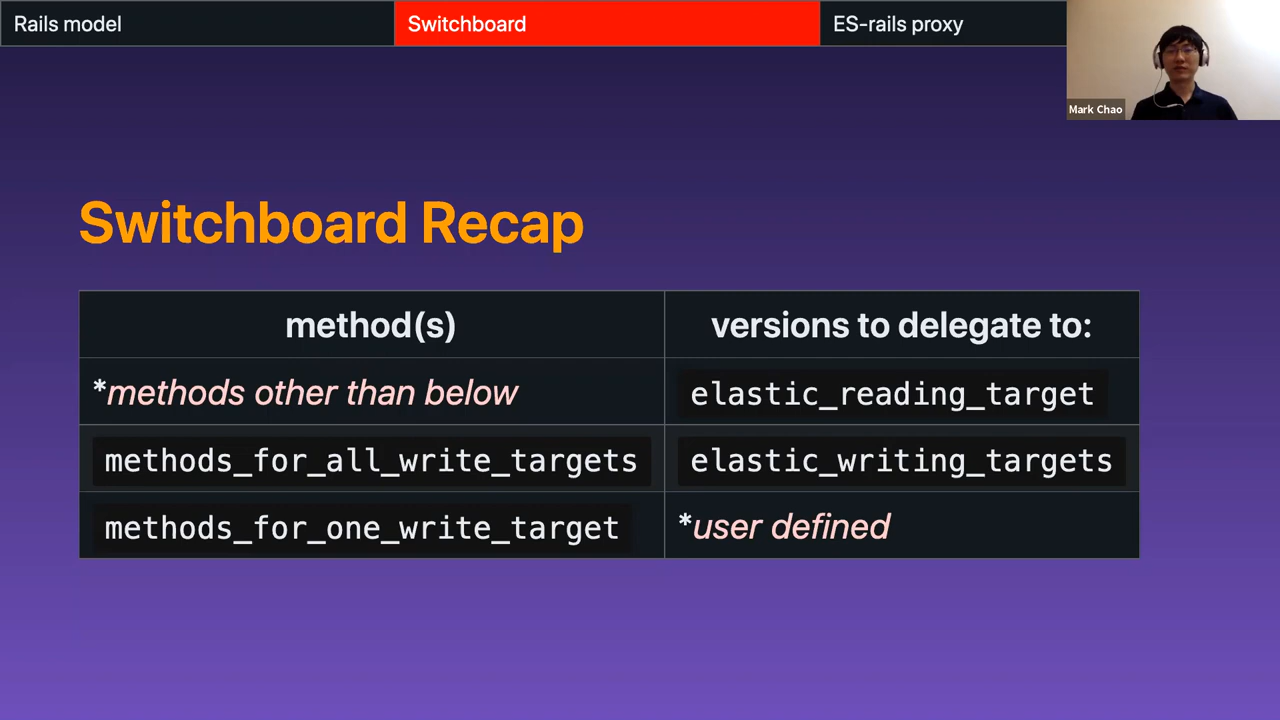 Rails model
Switchboard
ES-rails proxy
Mark Chao
Switchboard Recap
method(s)
versions to delegate to:
*methods other than below
elastic_reading_target
methods_for_all_write_targets
elastic_writing_targets
methods_for_one_write_target
*user defined